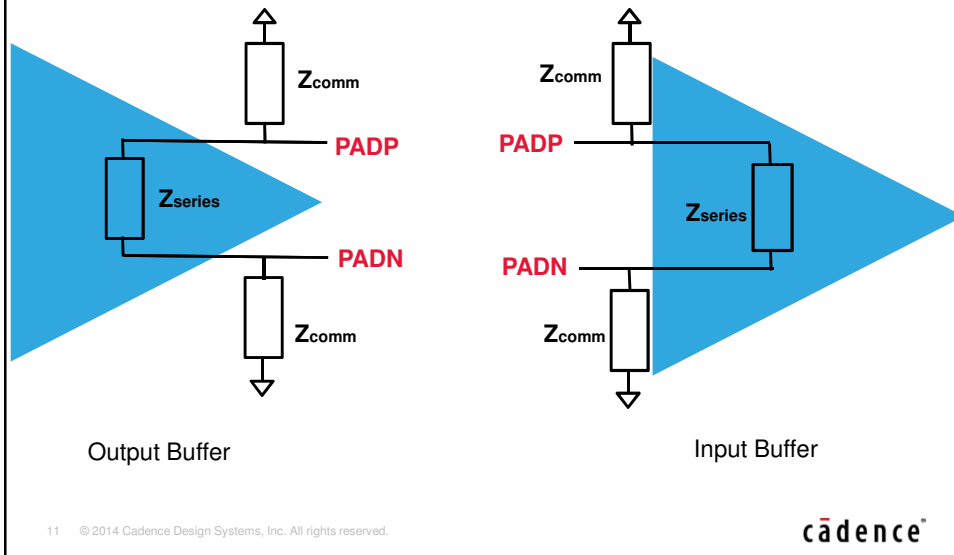 Zcomm
PADP
Zseries
PADN
Zcomm
Output Buffer
Zcomm
PADP
Zseries
PADN
Zcomm
Input Buffer
11 © 2014 Cadence Design Systems, Inc. All rights reserved.
cādence